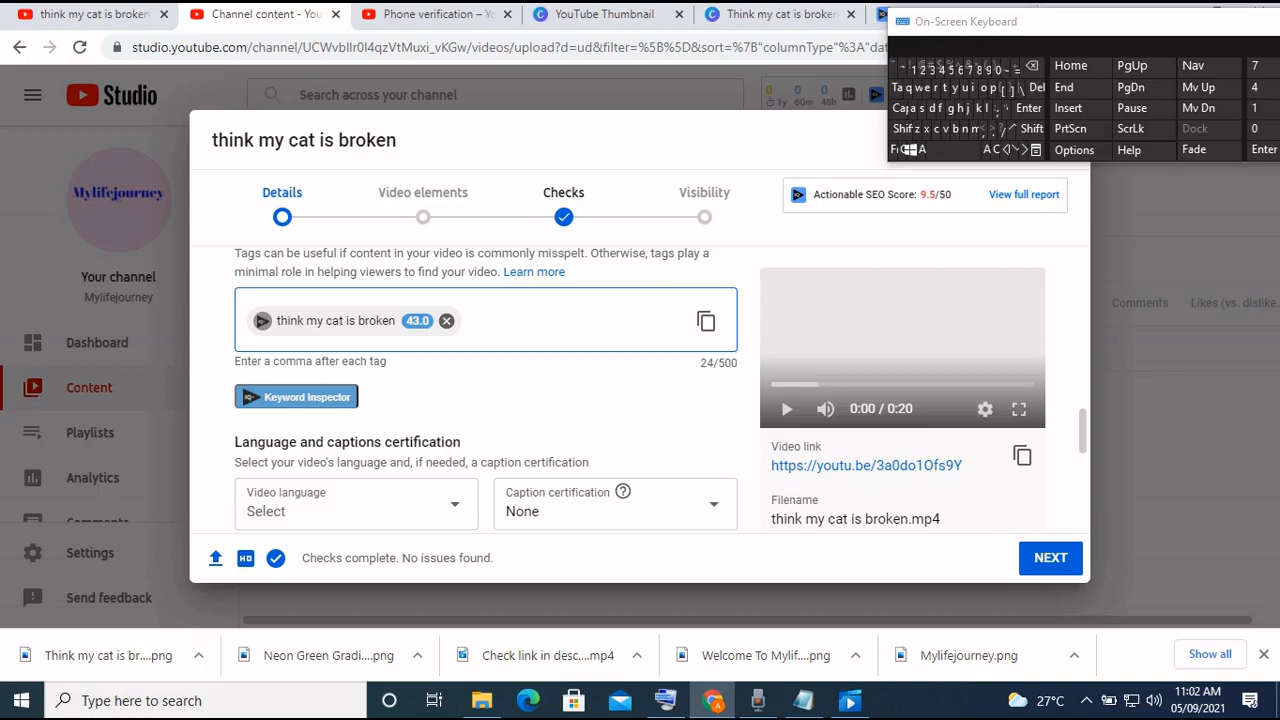 think my cat is broken
Channel content - Yo
Phone verification – Yo
YouTube Thumbnail
Think my cat is broken
studio.youtube.com/channel/UCWvbIlr0I4qzVtMuxi_vKGw/videos/upload?d=ud&filter=%5B%5D&sort=%7B"columnType"%3A"dat
On-Screen Keyboard
Home PgUp Nav 7
End PgDn Mv Up 4
Insert Pause Mv Dn 1
PrtScn ScrLk Dock 0
Options Help Fade Enter
Studio
Search across your channel
0 0 0
1y 60m 48h
think my cat is broken
Details
Video elements
Checks
Visibility
Actionable SEO Score: 9.5/50
View full report
Mylifejourney
Your channel
Mylifejourney
Dashboard
Content
Playlists
Analytics
Comments
Settings
Send feedback
Tags can be useful if content in your video is commonly misspelt. Otherwise, tags play a
minimal role in helping viewers to find your video. Learn more
think my cat is broken 43.0
Enter a comma after each tag
24/500
Keyword Inspector
Language and captions certification
Select your video's language and, if needed, a caption certification
Video language
Select
Caption certification
None
0:00 / 0:20
Video link
https://youtu.be/3a0do1Ofs9Y
Filename
think my cat is broken.mp4
Comments
Likes (vs. dislike
HD
Checks complete. No issues found.
NEXT
Think my cat is br....png
Neon Green Gradi....png
Check link in desc....mp4
Welcome To Mylif....png
Mylifejourney.png
Show all
Type here to search
27°C
11:02 AM
05/09/2021